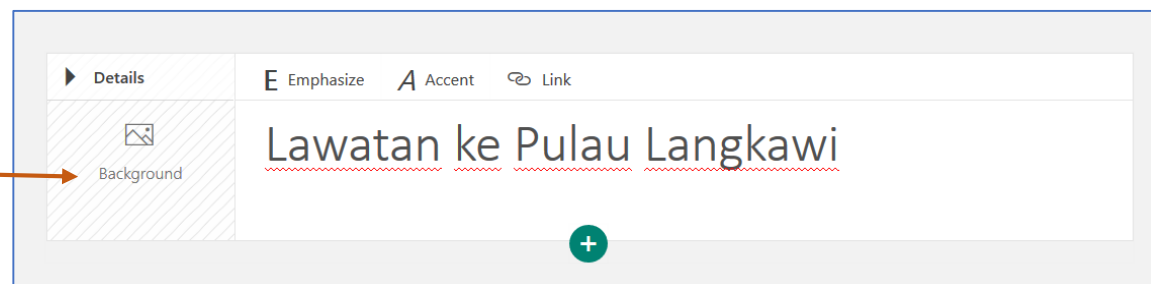 Details
E Emphasize A Accent Link
Background
Lawatan ke Pulau Langkawi